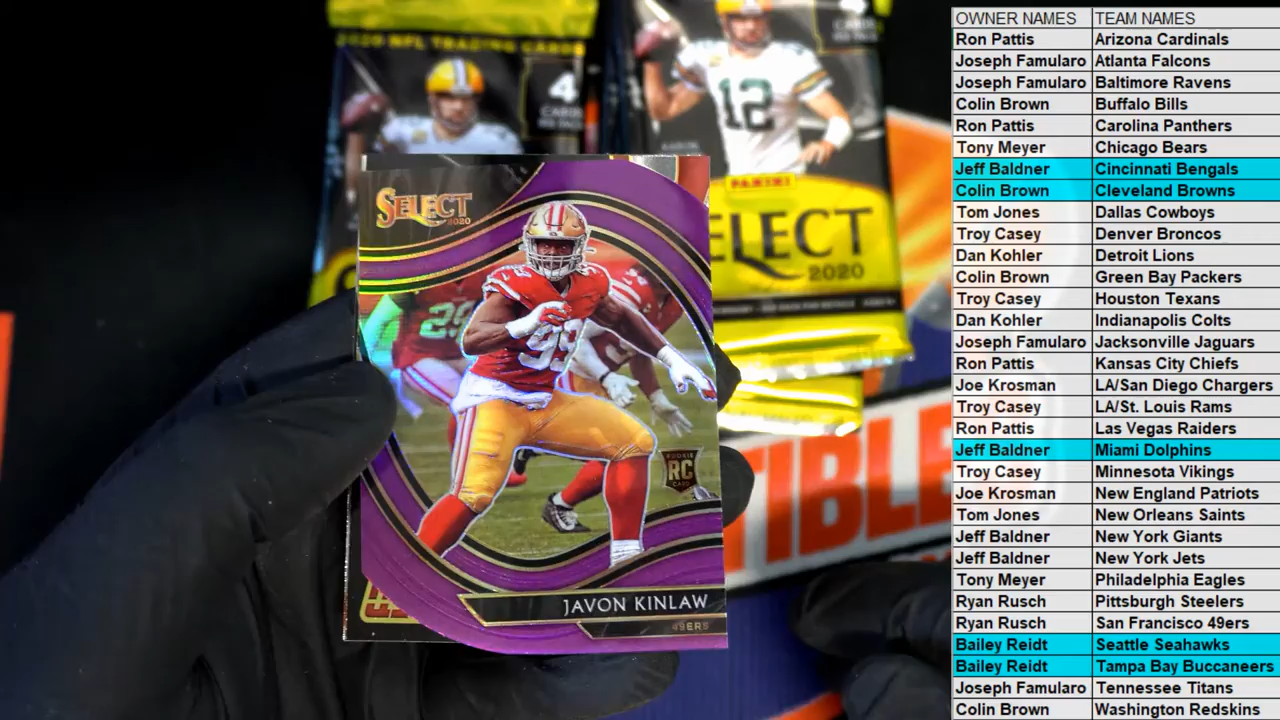 2020 NFL TRADING CARDS
4
CARDS
PER PACK
12
PANINI
SELECT
2020
SELECT
2020
99
ROOKIE
RC
CARD
JAVON KINLAW
49ERS
TIBLE
OWNER NAMES TEAM NAMES
Ron Pattis Arizona Cardinals
Joseph Famularo Atlanta Falcons
Joseph Famularo Baltimore Ravens
Colin Brown Buffalo Bills
Ron Pattis Carolina Panthers
Tony Meyer Chicago Bears
Jeff Baldner Cincinnati Bengals
Colin Brown Cleveland Browns
Tom Jones Dallas Cowboys
Troy Casey Denver Broncos
Dan Kohler Detroit Lions
Colin Brown Green Bay Packers
Troy Casey Houston Texans
Dan Kohler Indianapolis Colts
Joseph Famularo Jacksonville Jaguars
Ron Pattis Kansas City Chiefs
Joe Krosman LA/San Diego Chargers
Troy Casey LA/St. Louis Rams
Ron Pattis Las Vegas Raiders
Jeff Baldner Miami Dolphins
Troy Casey Minnesota Vikings
Joe Krosman New England Patriots
Tom Jones New Orleans Saints
Jeff Baldner New York Giants
Jeff Baldner New York Jets
Tony Meyer Philadelphia Eagles
Ryan Rusch Pittsburgh Steelers
Ryan Rusch San Francisco 49ers
Bailey Reidt Seattle Seahawks
Bailey Reidt Tampa Bay Buccaneers
Joseph Famularo Tennessee Titans
Colin Brown Washington Redskins